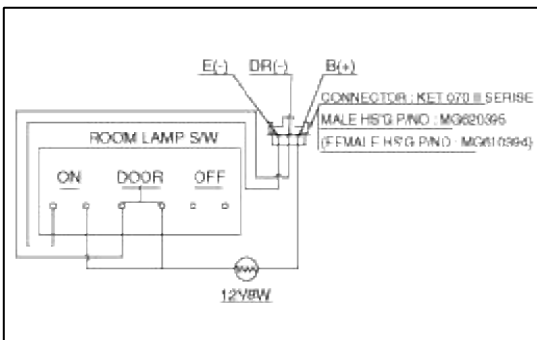 E(-) DR(-) B(+)
CONNECTOR : KET 070 II SERISE
MALE HS'G P/NO : MG620395
(FEMALE HS'G P/NO : MG610394)
ROOM LAMP S/W
ON DOOR OFF
12V8W